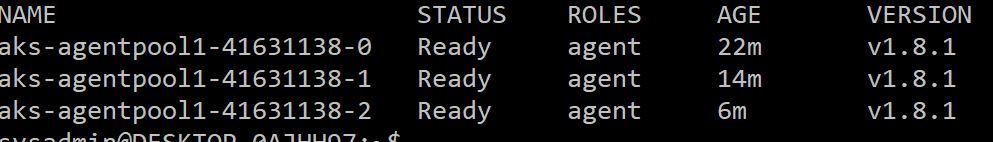 NAME STATUS ROLES AGE VERSION
aks-agentpool1-41631138-0 Ready agent 22m v1.8.1
aks-agentpool1-41631138-1 Ready agent 14m v1.8.1
aks-agentpool1-41631138-2 Ready agent 6m v1.8.1
sysadmin@DESKTOP-0AJHH97:~$